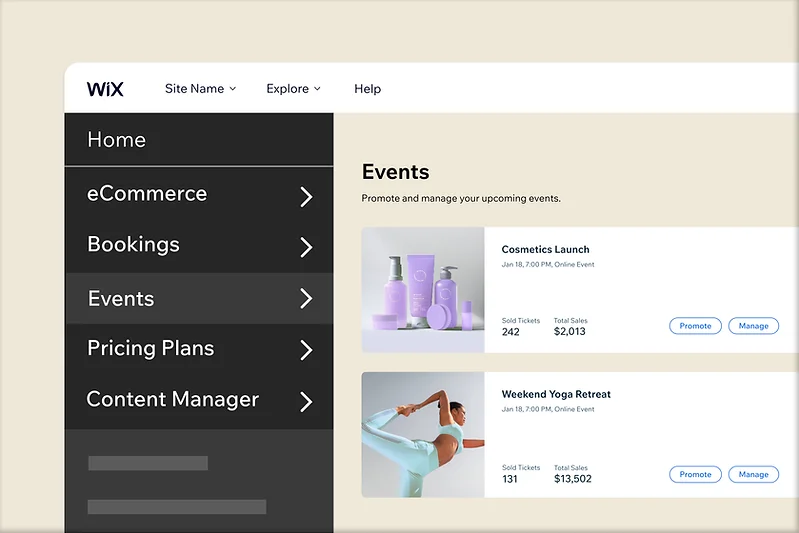 WiX
Site Name
Explore
Help
Home
eCommerce
Bookings
Events
Pricing Plans
Content Manager
Events
Promote and manage your upcoming events.
Cosmetics Launch
Jan 18, 7:00 PM, Online Event
Sold Tickets
Total Sales
242
$2,013
Promote
Manage
Weekend Yoga Retreat
Jan 18, 7:00 PM, Online Event
Sold Tickets
Total Sales
131
$13,502
Promote
Manage